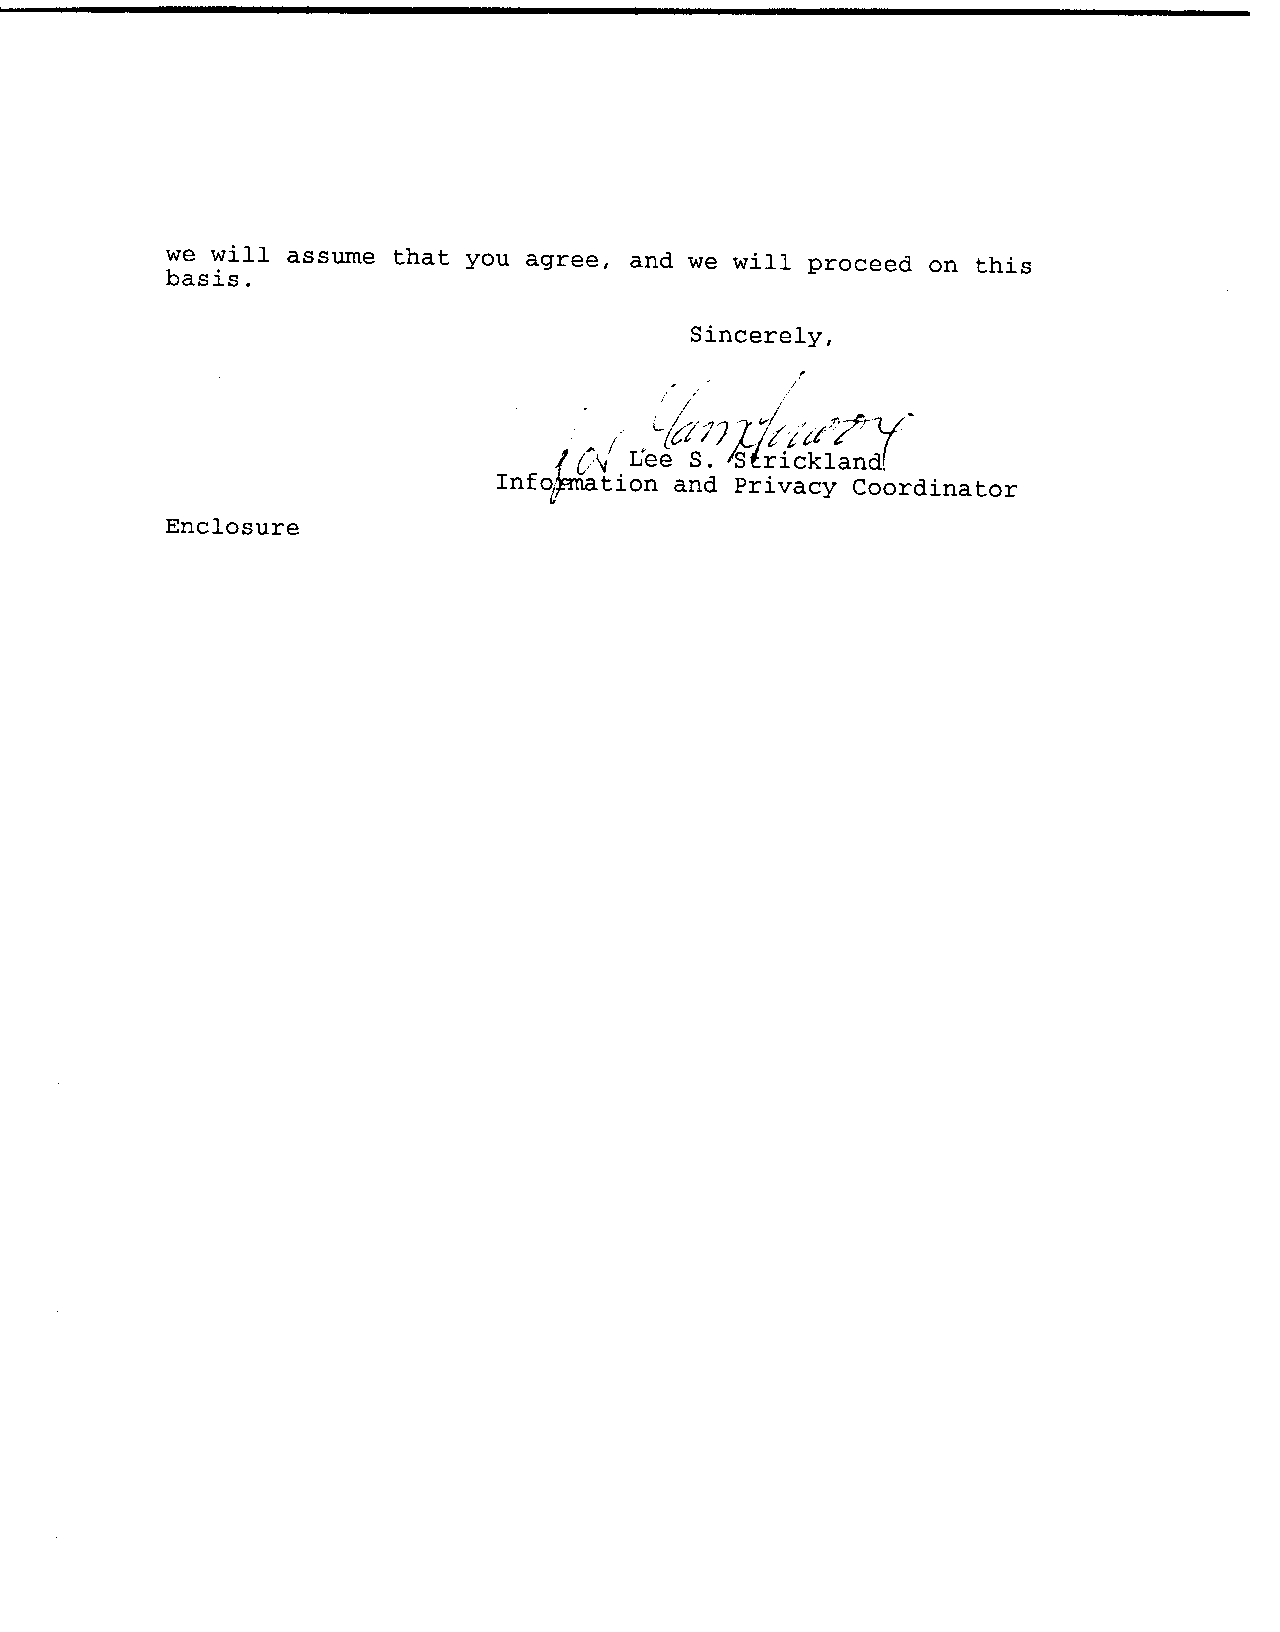 we will assume that you agree, and we will proceed on this
basis.
Sincerely,
for Lee S. Strickland
Information and Privacy Coordinator
Enclosure